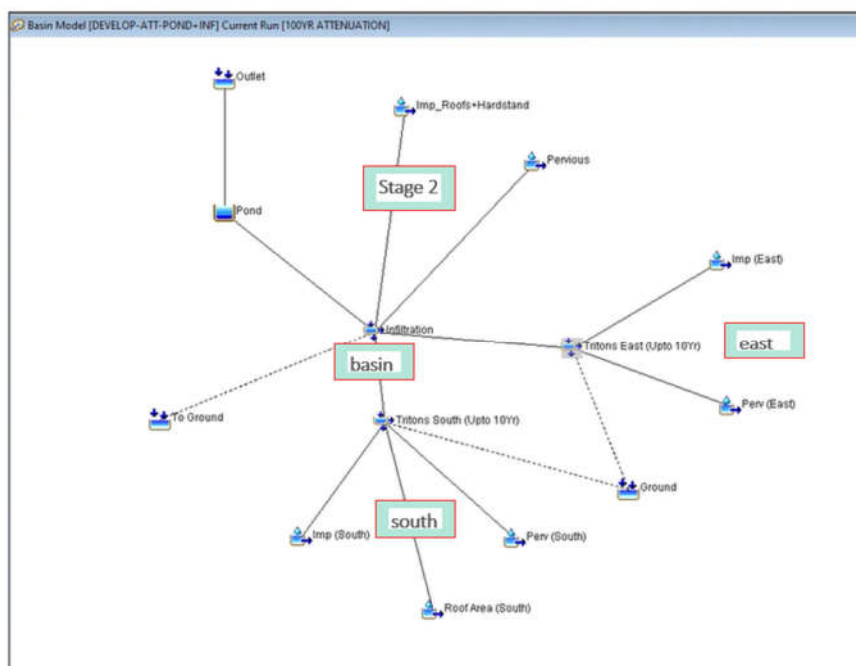 Basin Model [DEVELOP-ATT-POND+INF] Current Run [100YR ATTENUATION]
Outlet
Imp_Roofs+Hardstand
Pervious
Stage 2
Pond
Imp (East)
Infiltration
Tritons East (Upto 10Yr)
east
basin
Perv (East)
To Ground
Tritons South (Upto 10Yr)
Ground
south
Imp (South)
Perv (South)
Roof Area (South)